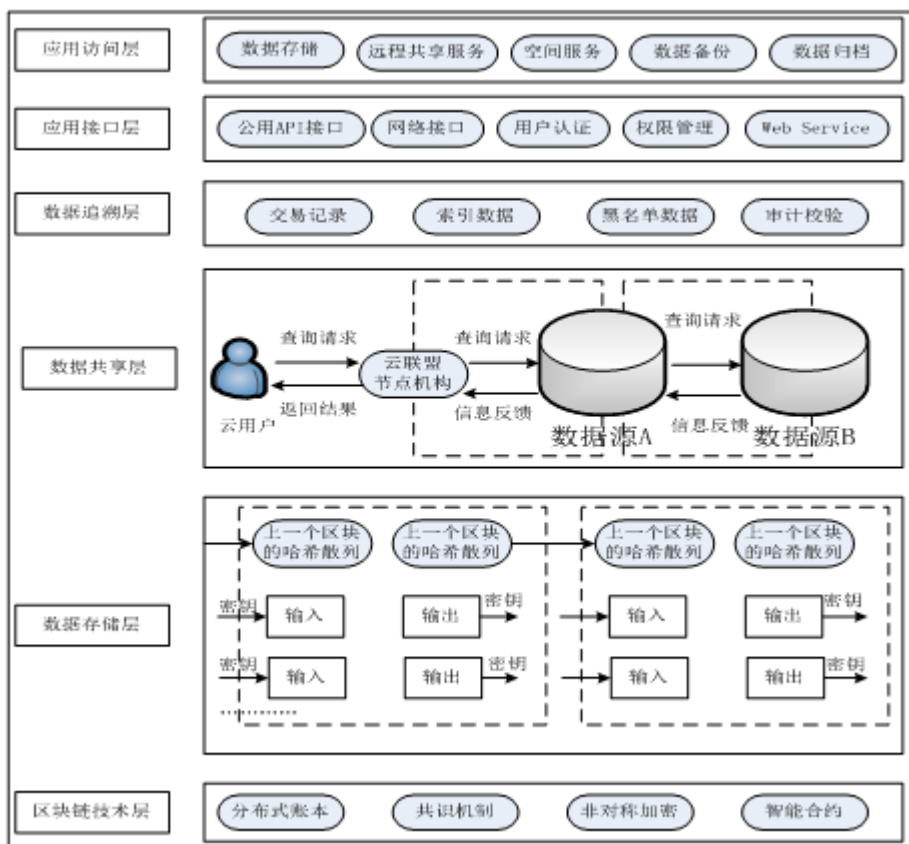 应用访问层
数据存储 远程共享服务 空间服务 数据备份 数据归档
应用接口层
公用API接口 网络接口 用户认证 权限管理 Web Service
数据追溯层
交易记录 索引数据 黑名单数据 审计校验
数据共享层
查询请求 查询请求 查询请求
云联盟
节点机构
云用户 返回结果 信息反馈 信息反馈
数据源A 数据源B
数据存储层
上一个区块 上一个区块 上一个区块 上一个区块
的哈希散列 的哈希散列 的哈希散列 的哈希散列
密钥 输入 输出 密钥 输入 输出 密钥
密钥 输入 输出 密钥 输入 输出 密钥
…………
区块链技术层
分布式账本 共识机制 非对称加密 智能合约